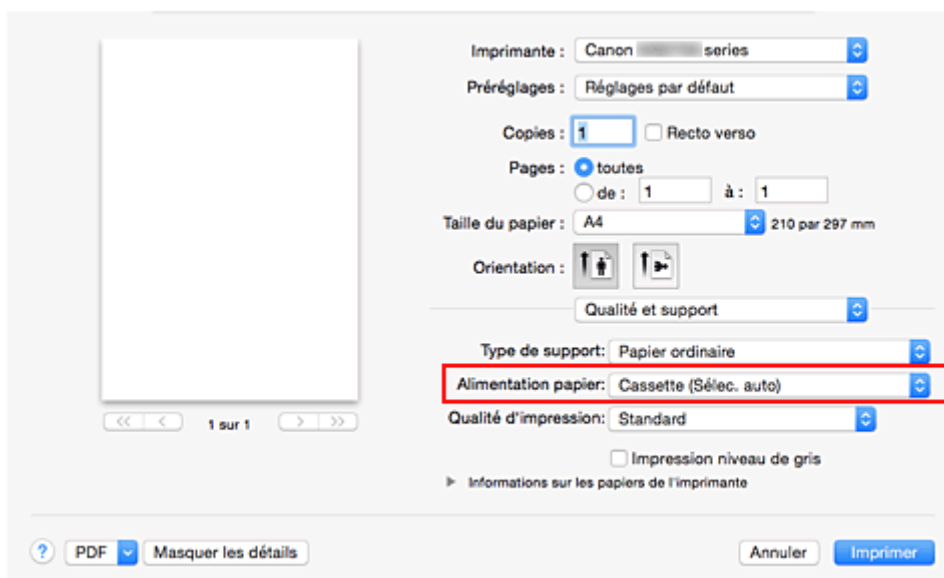 Imprimante : Canon series
Préréglages : Réglages par défaut
Copies : 1 Recto verso
Pages : toutes
de : 1 à : 1
Taille du papier : A4 210 par 297 mm
Orientation :
Qualité et support
Type de support: Papier ordinaire
Alimentation papier: Cassette (Sélec. auto)
Qualité d'impression: Standard
Impression niveau de gris
Informations sur les papiers de l'imprimante
<< < 1 sur 1 > >>
? PDF Masquer les détails Annuler Imprimer